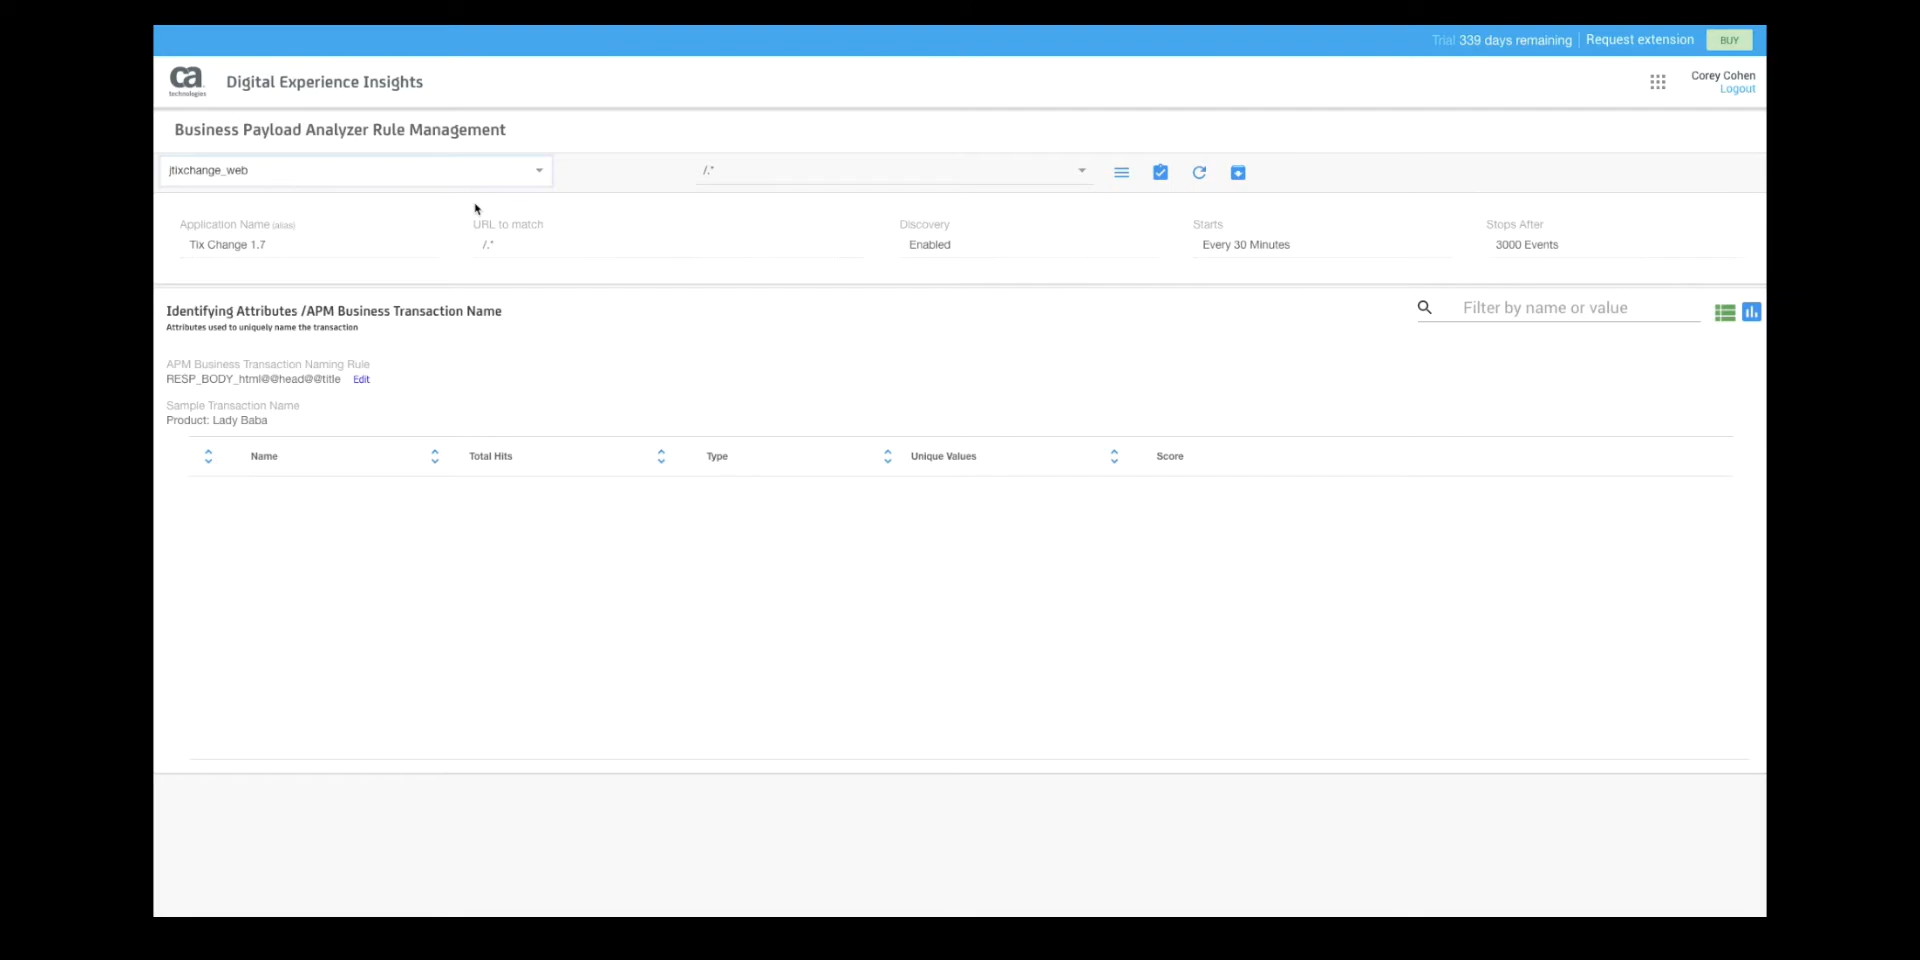 Trial 339 days remaining Request extension BUY
ca technologies Digital Experience Insights Corey Cohen
Logout
Business Payload Analyzer Rule Management
jtixchange_web /.*
Application Name (alias) URL to match Discovery Starts Stops After
Tix Change 1.7 /.* Enabled Every 30 Minutes 3000 Events
Identifying Attributes /APM Business Transaction Name Filter by name or value
Attributes used to uniquely name the transaction
APM Business Transaction Naming Rule
RESP_BODY_html@@head@@title Edit
Sample Transaction Name
Product: Lady Baba
Name Total Hits Type Unique Values Score